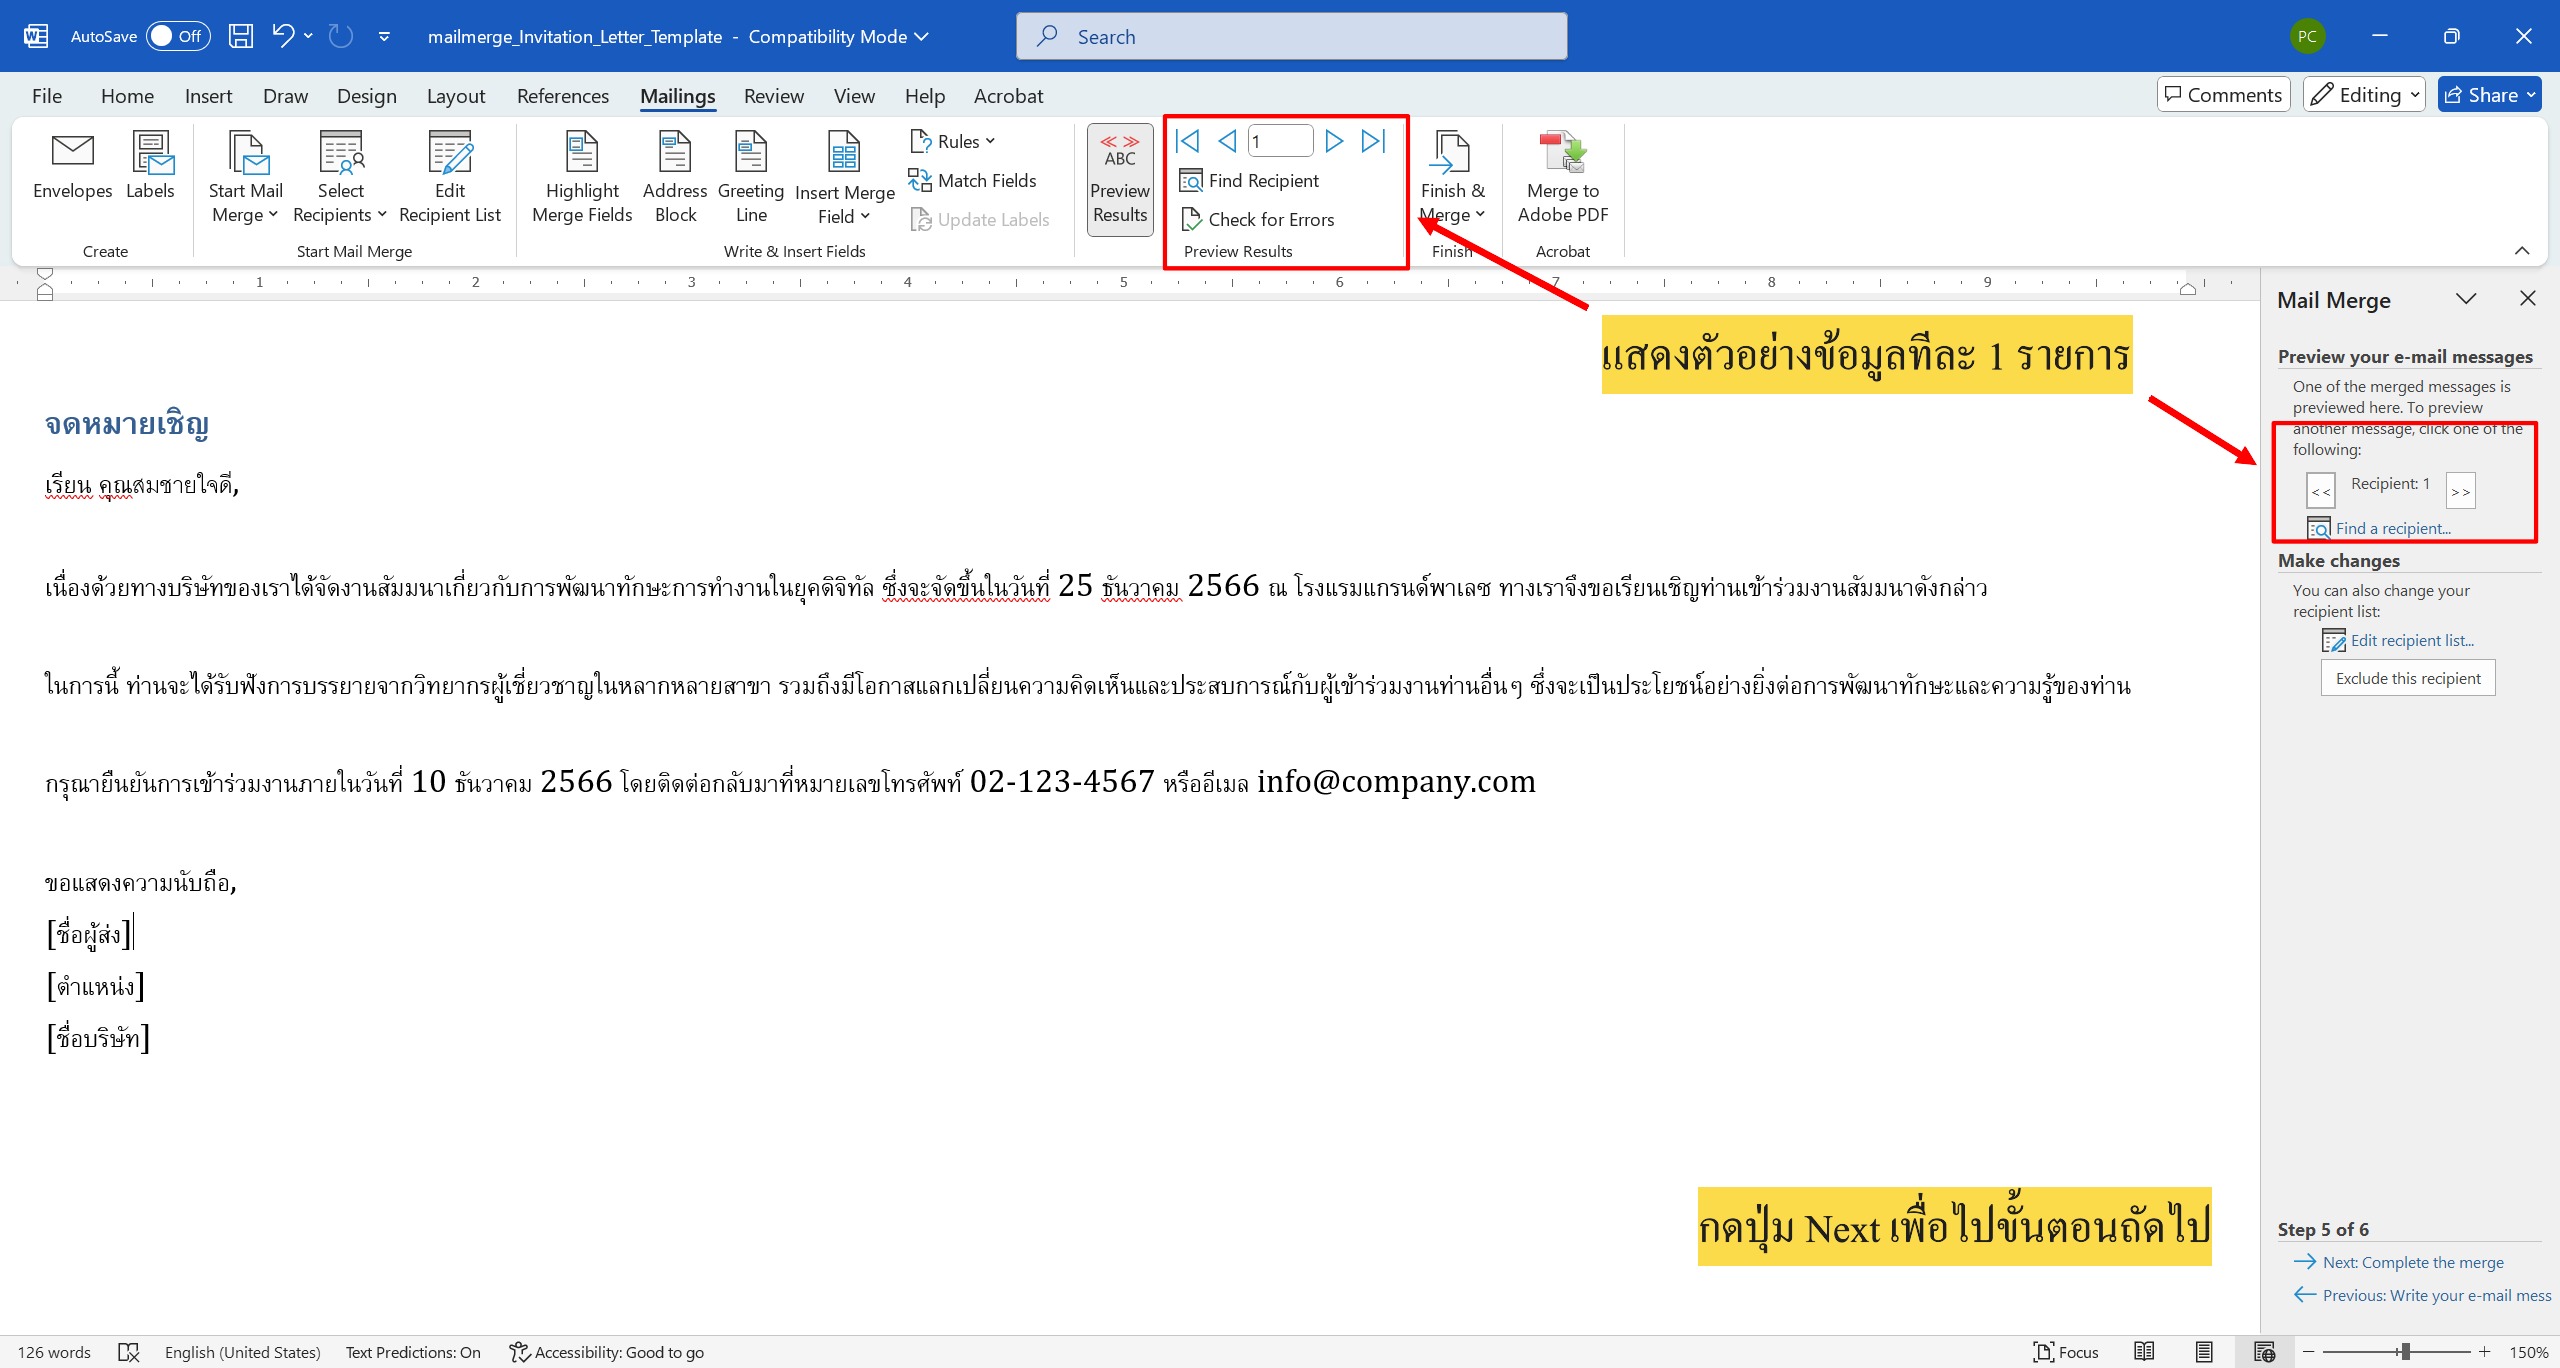 AutoSave Off mailmerge_Invitation_Letter_Template - Compatibility Mode Search PC
File Home Insert Draw Design Layout References Mailings Review View Help Acrobat Comments Editing Share
Envelopes Labels
Create
Start Mail Merge Select Recipients Edit Recipient List
Start Mail Merge
Highlight Merge Fields Address Block Greeting Line Insert Merge Field
Rules
Match Fields
Update Labels
Write & Insert Fields
ABC
Preview Results
1
Find Recipient
Check for Errors
Preview Results
Finish & Merge
Finish
Merge to Adobe PDF
Acrobat
1 2 3 4 5 6 7 8 9
แสดงตัวอย่างข้อมูลทีละ 1 รายการ
จดหมายเชิญ
เรียน คุณสมชายใจดี,
เนื่องด้วยทางบริษัทของเราได้จัดงานสัมมนาเกี่ยวกับการพัฒนาทักษะการทำงานในยุคดิจิทัล ซึ่งจะจัดขึ้นในวันที่ 25 ธันวาคม 2566 ณ โรงแรมแกรนด์พาเลซ ทางเราจึงขอเรียนเชิญท่านเข้าร่วมงานสัมมนาดังกล่าว
ในการนี้ ท่านจะได้รับฟังการบรรยายจากวิทยากรผู้เชี่ยวชาญในหลากหลายสาขา รวมถึงมีโอกาสแลกเปลี่ยนความคิดเห็นและประสบการณ์กับผู้เข้าร่วมงานท่านอื่นๆ ซึ่งจะเป็นประโยชน์อย่างยิ่งต่อการพัฒนาทักษะและความรู้ของท่าน
กรุณายืนยันการเข้าร่วมงานภายในวันที่ 10 ธันวาคม 2566 โดยติดต่อกลับมาที่หมายเลขโทรศัพท์ 02-123-4567 หรืออีเมล info@company.com
ขอแสดงความนับถือ,
[ชื่อผู้ส่ง]
[ตำแหน่ง]
[ชื่อบริษัท]
กดปุ่ม Next เพื่อไปขั้นตอนถัดไป
Mail Merge
Preview your e-mail messages
One of the merged messages is
previewed here. To preview
another message, click one of the
following:
<< Recipient: 1 >>
Find a recipient...
Make changes
You can also change your
recipient list:
Edit recipient list...
Exclude this recipient
Step 5 of 6
Next: Complete the merge
Previous: Write your e-mail mess
126 words English (United States) Text Predictions: On Accessibility: Good to go Focus 150%